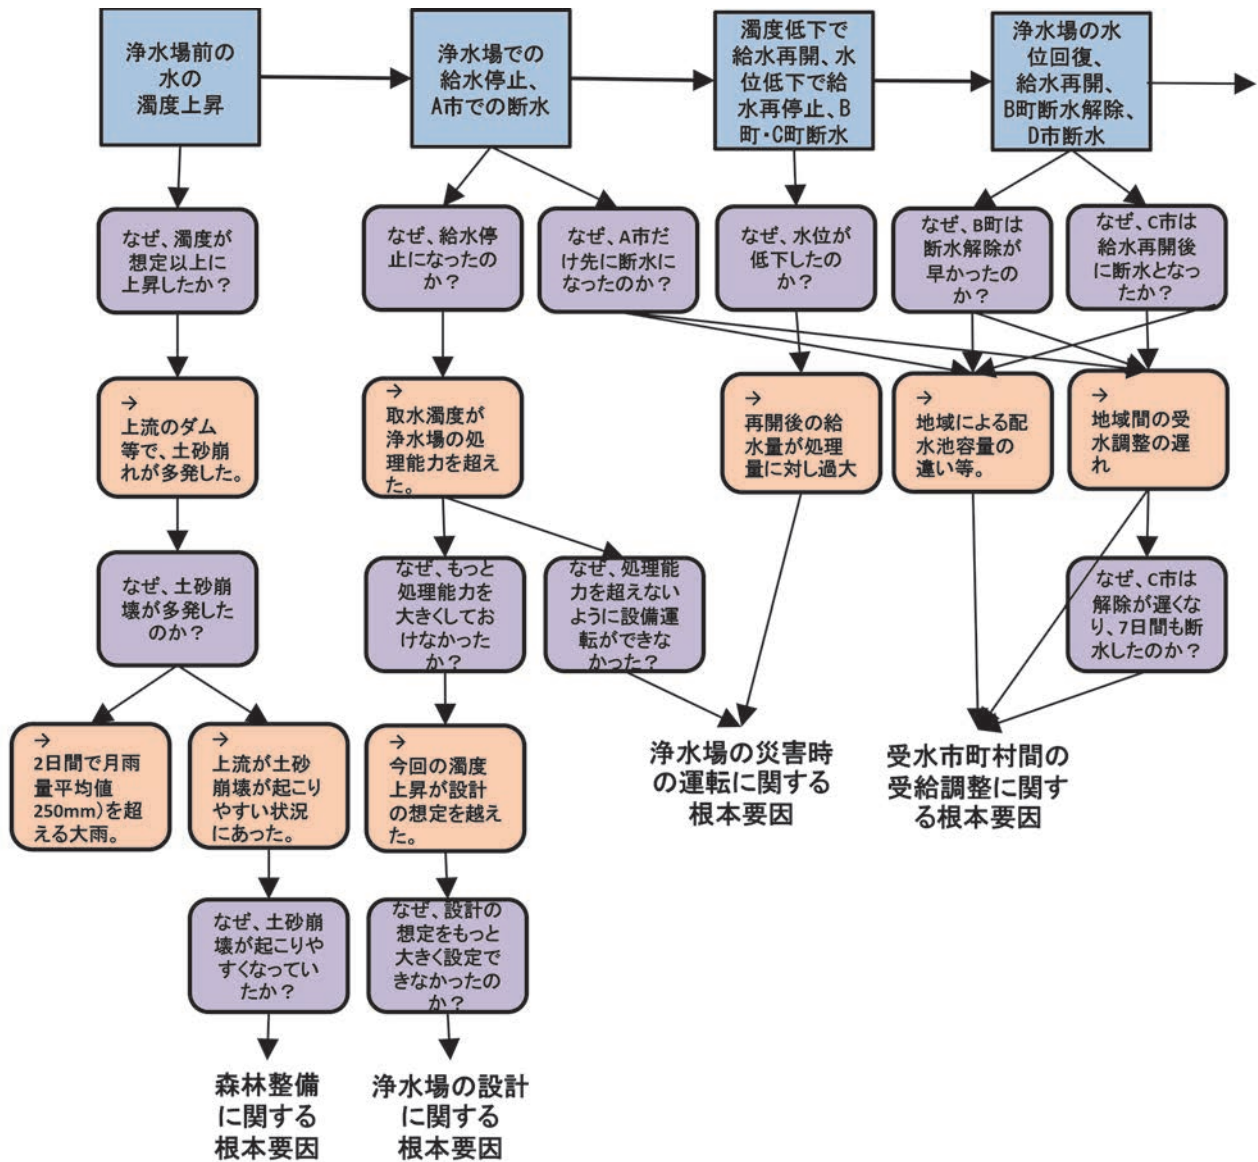 浄水場前の
水の
濁度上昇
浄水場での
給水停止、
A市での断水
濁度低下で
給水再開、水
位低下で給
水再停止、B
町・C町断水
浄水場の水
位回復、
給水再開、
B町断水解除、
D市断水
なぜ、濁度が
想定以上に
上昇したか?
なぜ、給水停
止になったの
か?
なぜ、A市だ
け先に断水に
なったのか?
なぜ、水位が
低下したの
か?
なぜ、B町は
断水解除が
早かったの
か?
なぜ、C市は
給水再開後
に断水となっ
たか?
→
上流のダム
等で、土砂崩
れが多発した。
→
取水濁度が
浄水場の処
理能力を超え
た。
→
再開後の給
水量が処理
量に対し過大
→
地域による配
水池容量の
違い等。
→
地域間の受
水調整の遅
れ
なぜ、土砂崩
壊が多発した
のか?
なぜ、もっと
処理能力を
大きくしてお
けなかった
か?
なぜ、処理能
力を超えない
ように設備運
転ができな
かった?
なぜ、C市は
解除が遅くな
り、7日間も断
水したのか?
→
2日間で月雨
量平均値
250mm)を超
える大雨。
→
上流が土砂
崩壊が起こり
やすい状況
にあった。
→
今回の濁度
上昇が設計
の想定を越え
た。
浄水場の災害時
の運転に関する
根本要因
受水市町村間の
受給調整に関す
る根本要因
なぜ、土砂崩
壊が起こりや
すくなってい
たか?
なぜ、設計の
想定をもっと
大きく設定で
きなかったの
か?
森林整備
に関する
根本要因
浄水場の設計
に関する
根本要因